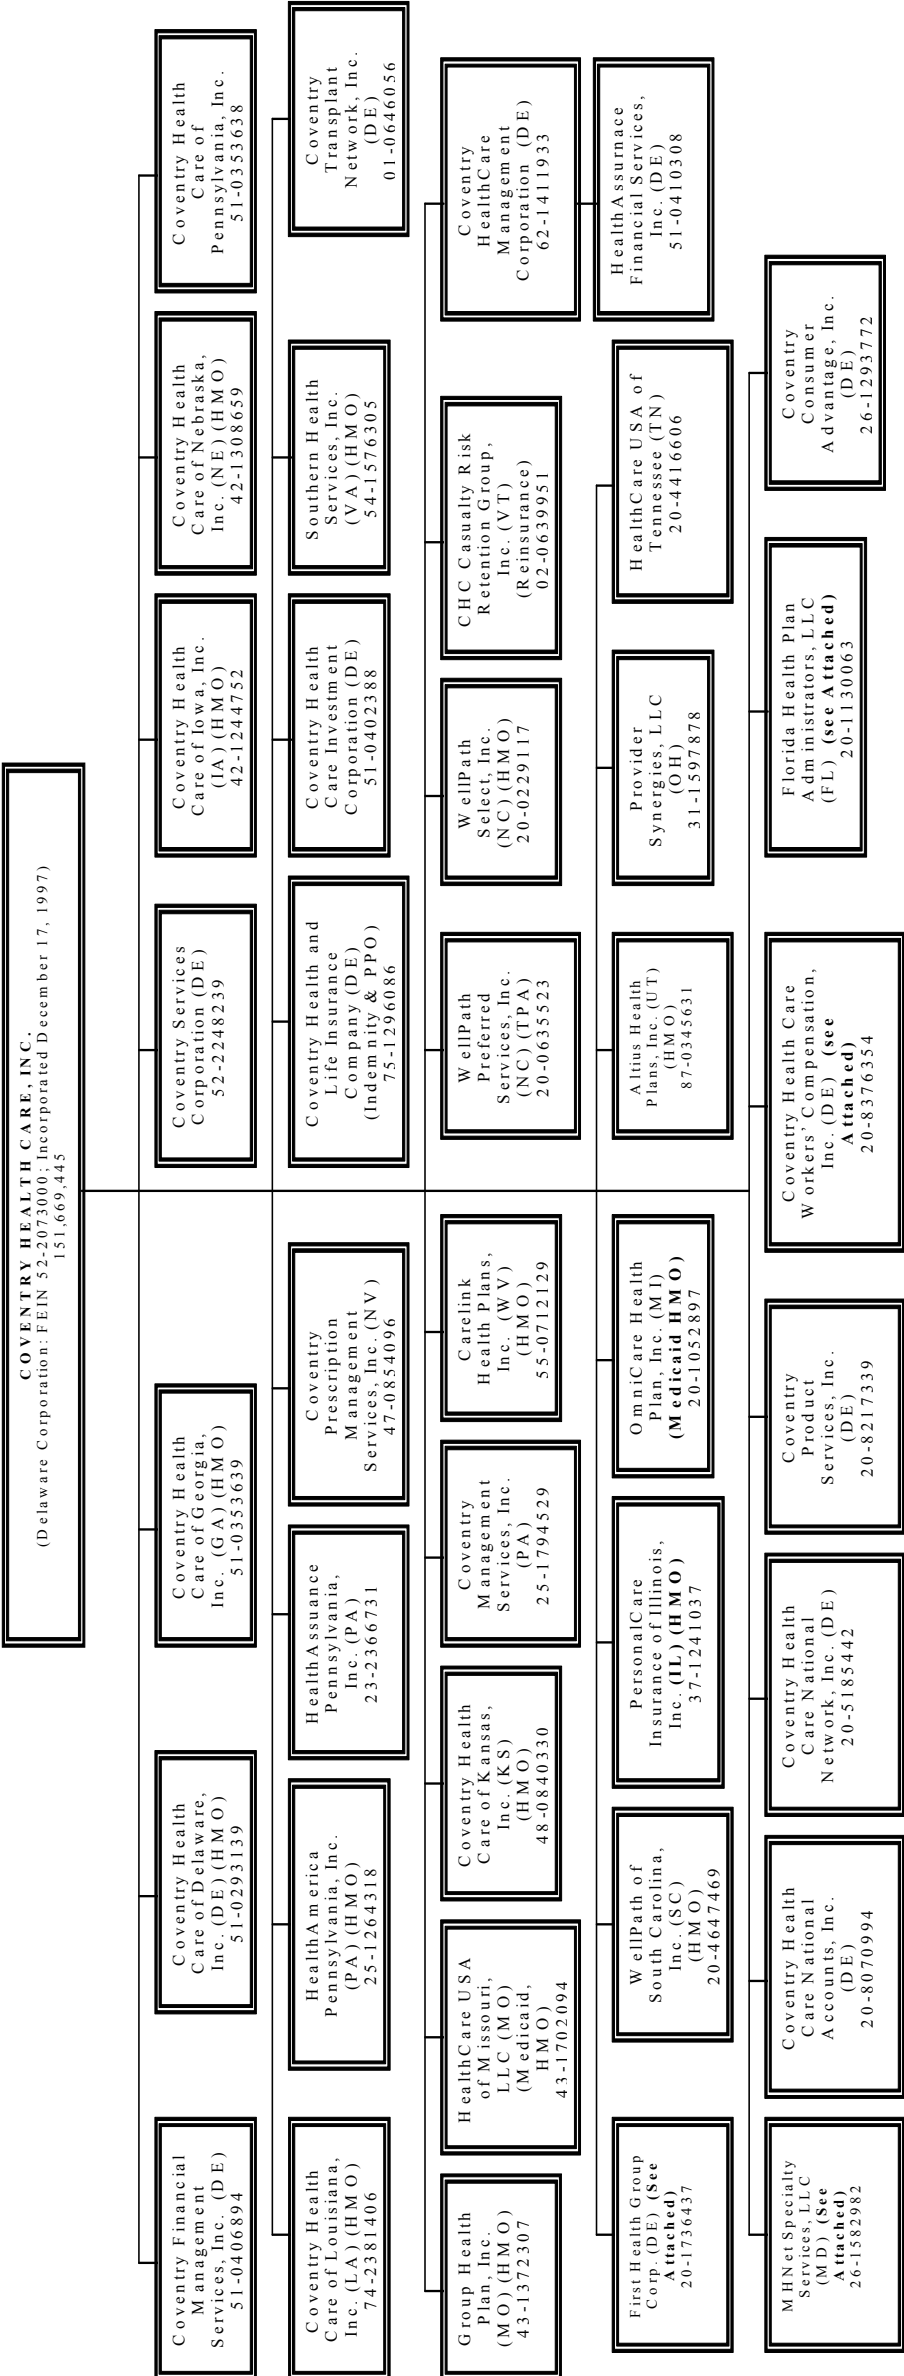 COVENTRY HEALTH CARE, INC.
(Delaware Corporation: FEIN 52-2073000; Incorporated December 17, 1997)
151,669,445
Coventry Financial
Management
Services, Inc. (DE)
51-0406894
Coventry Health
Care of Delaware,
Inc. (DE) (HMO)
51-0293139
Coventry Health
Care of Georgia,
Inc. (GA) (HMO)
51-0353639
Coventry Services
Corporation (DE)
52-2248239
Coventry Health
Care of Iowa, Inc.
(IA) (HMO)
42-1244752
Coventry Health
Care of Nebraska,
Inc. (NE) (HMO)
42-1308659
Coventry Health
Care of
Pennsylvania, Inc.
51-0353638
Coventry Health
Care of Louisiana,
Inc. (LA) (HMO)
74-2381406
HealthAmerica
Pennsylvania, Inc.
(PA) (HMO)
25-1264318
HealthAssuance
Pennsylvania,
Inc. (PA)
23-2366731
Coventry
Prescription
Management
Services, Inc. (NV)
47-0854096
Coventry Health and
Life Insurance
Company (DE)
(Indemnity & PPO)
75-1296086
Coventry Health
Care Investment
Corporation (DE)
51-0402388
Southern Health
Services, Inc.
(VA) (HMO)
54-1576305
Coventry
Transplant
Network, Inc.
(DE)
01-0646056
Group Health
Plan, Inc.
(MO) (HMO)
43-1372307
HealthCare USA
of Missouri,
LLC (MO)
(Medicaid,
HMO)
43-1702094
Coventry Health
Care of Kansas,
Inc. (KS)
(HMO)
48-0840330
Coventry
Management
Services, Inc.
(PA)
25-1794529
Carelink
Health Plans,
Inc. (WV)
(HMO)
55-0712129
WellPath
Preferred
Services, Inc.
(NC) (TPA)
20-0635523
WellPath
Select, Inc.
(NC) (HMO)
20-0229117
CHC Casualty Risk
Retention Group,
Inc. (VT)
(Reinsurance)
02-0639951
Coventry
HealthCare
Management
Corporation (DE)
62-1411933
First Health Group
Corp. (DE) (See
Attached)
20-1736437
WellPath of
South Carolina,
Inc. (SC)
(HMO)
20-4647469
PersonalCare
Insurance of Illinois,
Inc. (IL) (HMO)
37-1241037
OmniCare Health
Plan, Inc. (MI)
(Medicaid HMO)
20-1052897
Altius Health
Plans, Inc. (UT)
(HMO)
87-0345631
Provider
Synergies, LLC
(OH)
31-1597878
HealthCare USA of
Tennessee (TN)
20-4416606
HealthAssurnace
Financial Services,
Inc. (DE)
51-0410308
MHNet Specialty
Services, LLC
(MD) (See
Attached)
26-1582982
Coventry Health
Care National
Accounts, Inc.
(DE)
20-8070994
Coventry Health
Care National
Network, Inc. (DE)
20-5185442
Coventry
Product
Services, Inc.
(DE)
20-8217339
Coventry Health Care
Workers' Compensation,
Inc. (DE) (see
Attached)
20-8376354
Florida Health Plan
Administrators, LLC
(FL) (see Attached)
20-1130063
Coventry
Consumer
Advantage, Inc.
(DE)
26-1293772